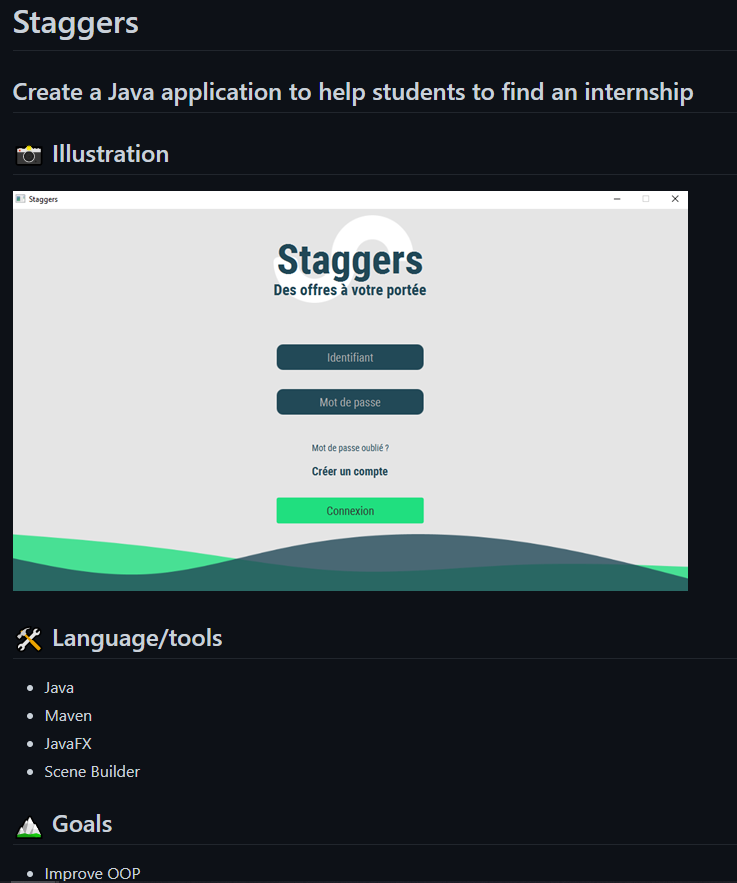 Staggers
Create a Java application to help students to find an internship
Illustration
Staggers
Staggers
Des offres à votre portée
Identifiant
Mot de passe
Mot de passe oublié ?
Créer un compte
Connexion
Language/tools
Java
Maven
JavaFX
Scene Builder
Goals
Improve OOP